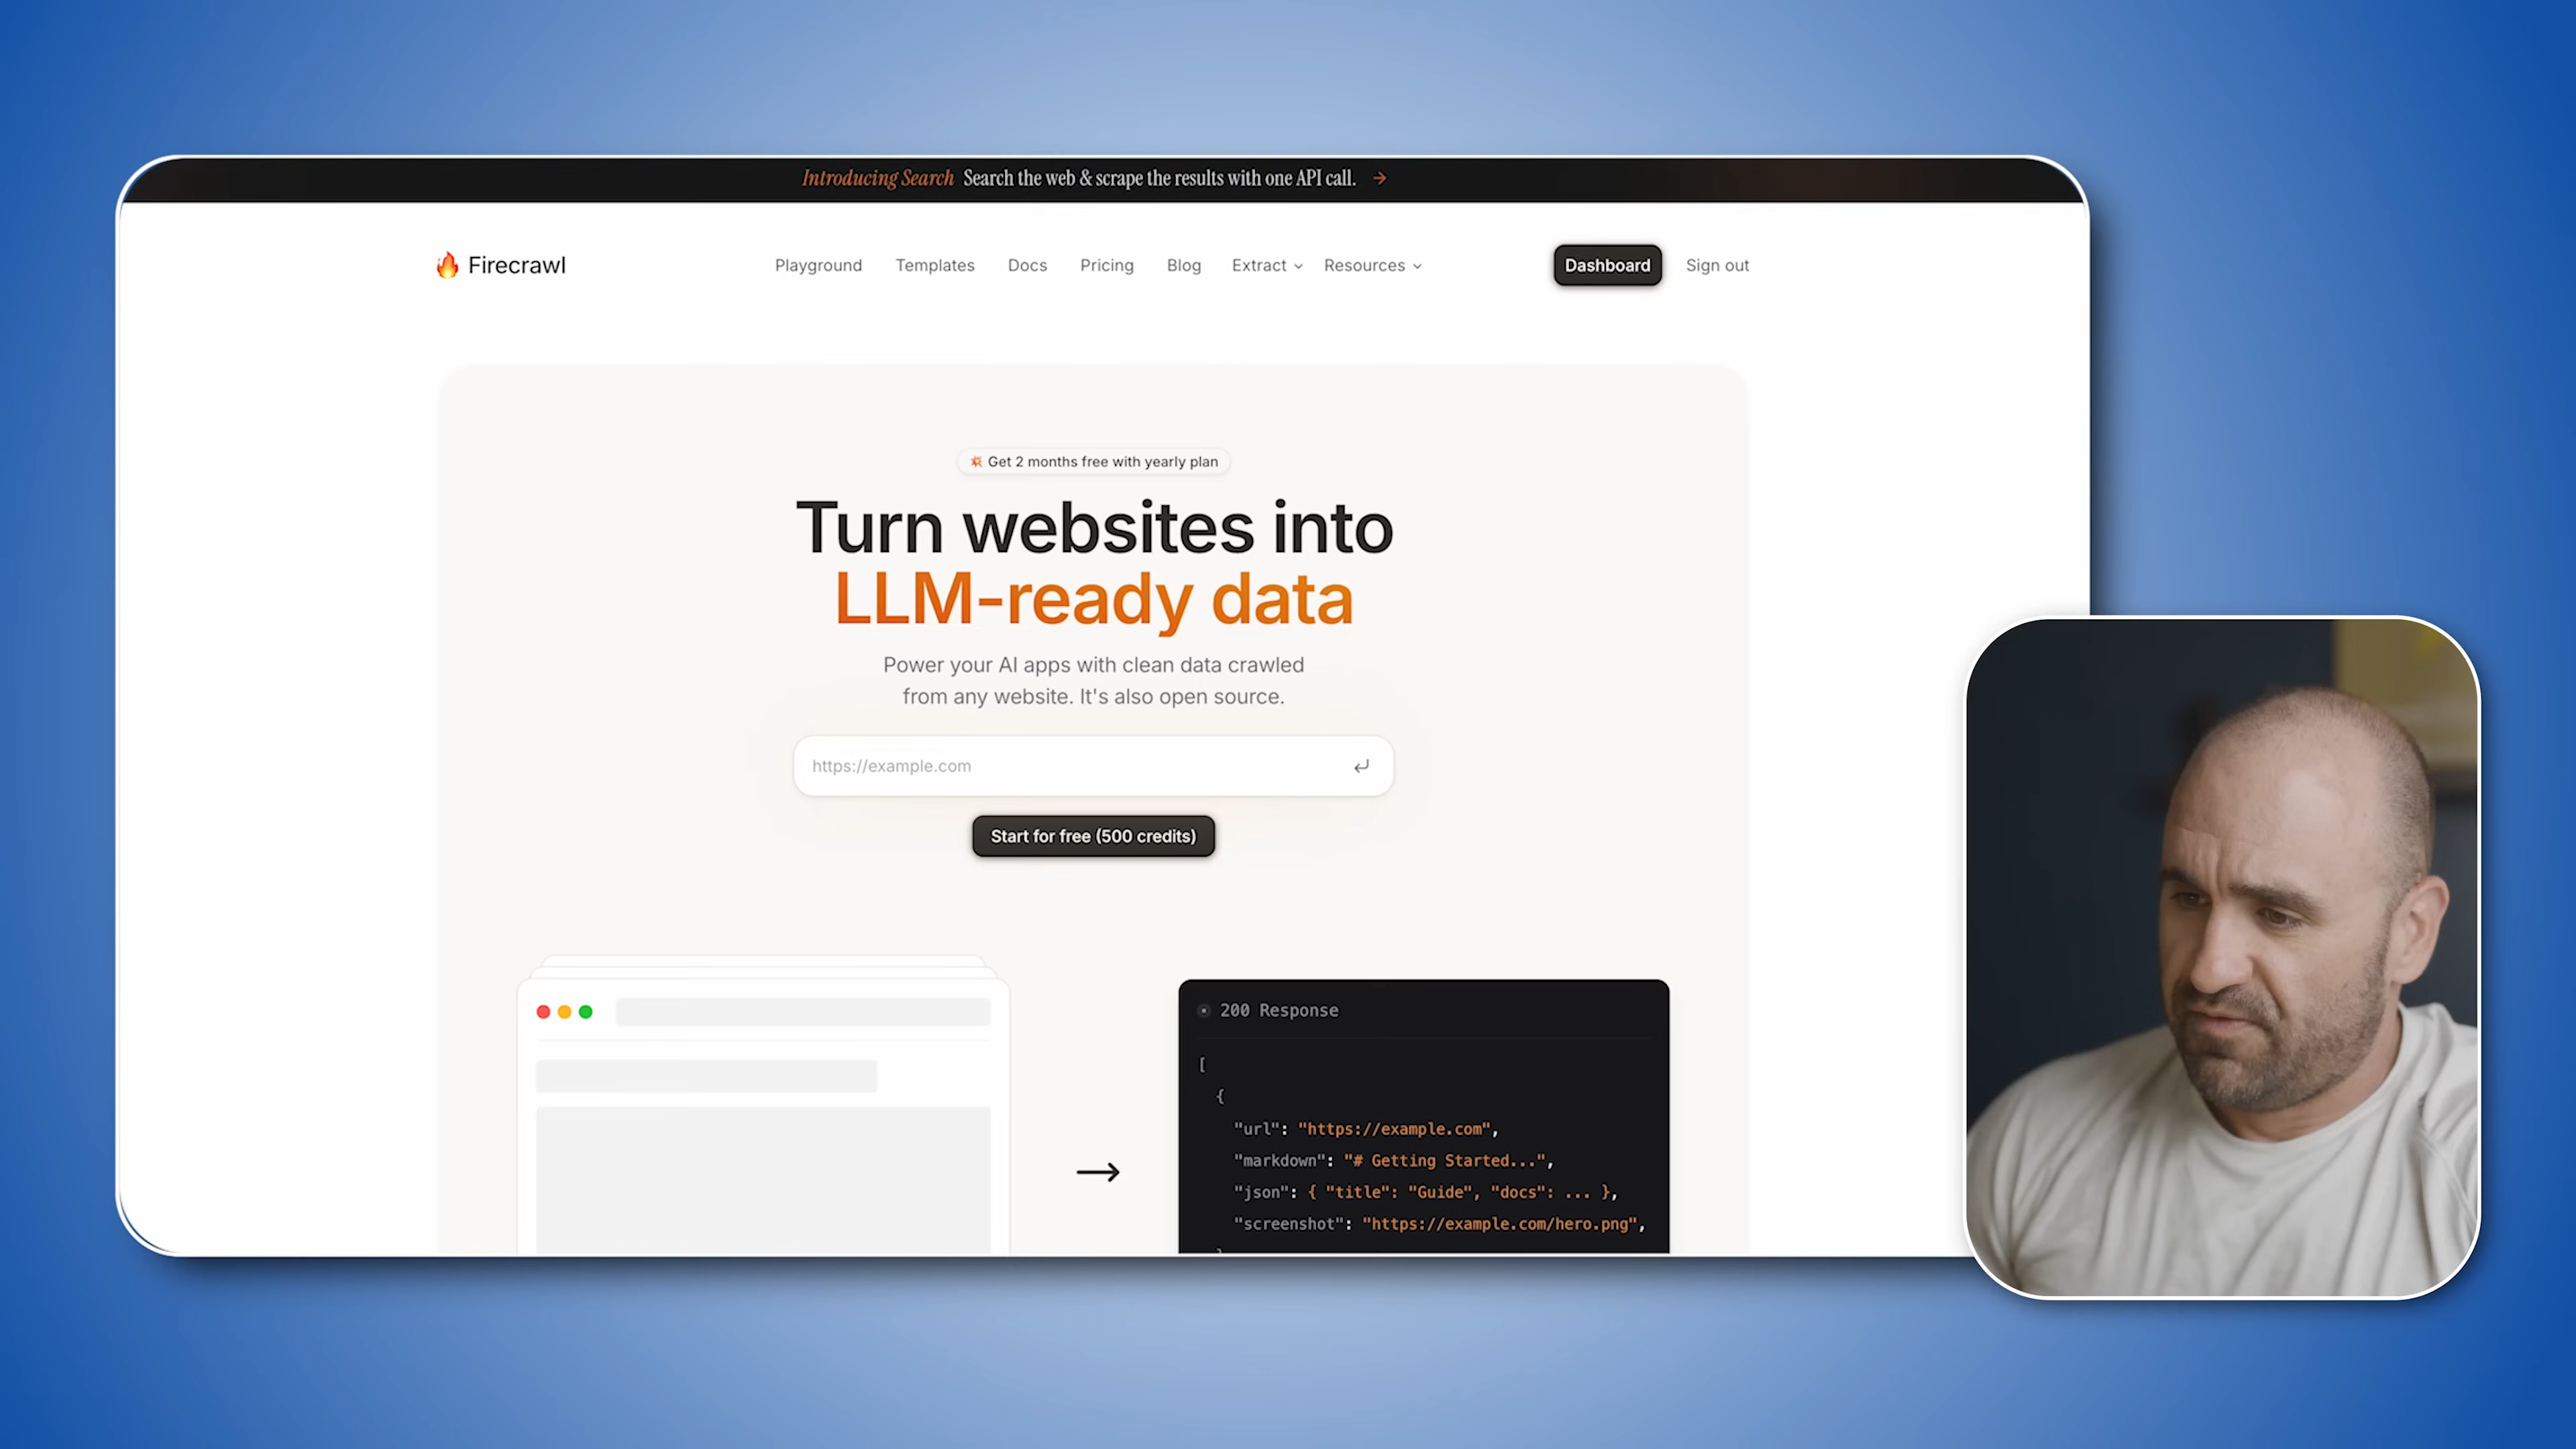 Introducing Search Search the web & scrape the results with one API call. →
🔥 Firecrawl
Playground Templates Docs Pricing Blog Extract Resources
Dashboard Sign out
💥 Get 2 months free with yearly plan
Turn websites into
LLM-ready data
Power your AI apps with clean data crawled
from any website. It's also open source.
https://example.com
Start for free (500 credits)
200 Response
[
{
"url": "https://example.com",
"markdown": "# Getting Started...",
"json": { "title": "Guide", "docs": ... },
"screenshot": "https://example.com/hero.png",
}